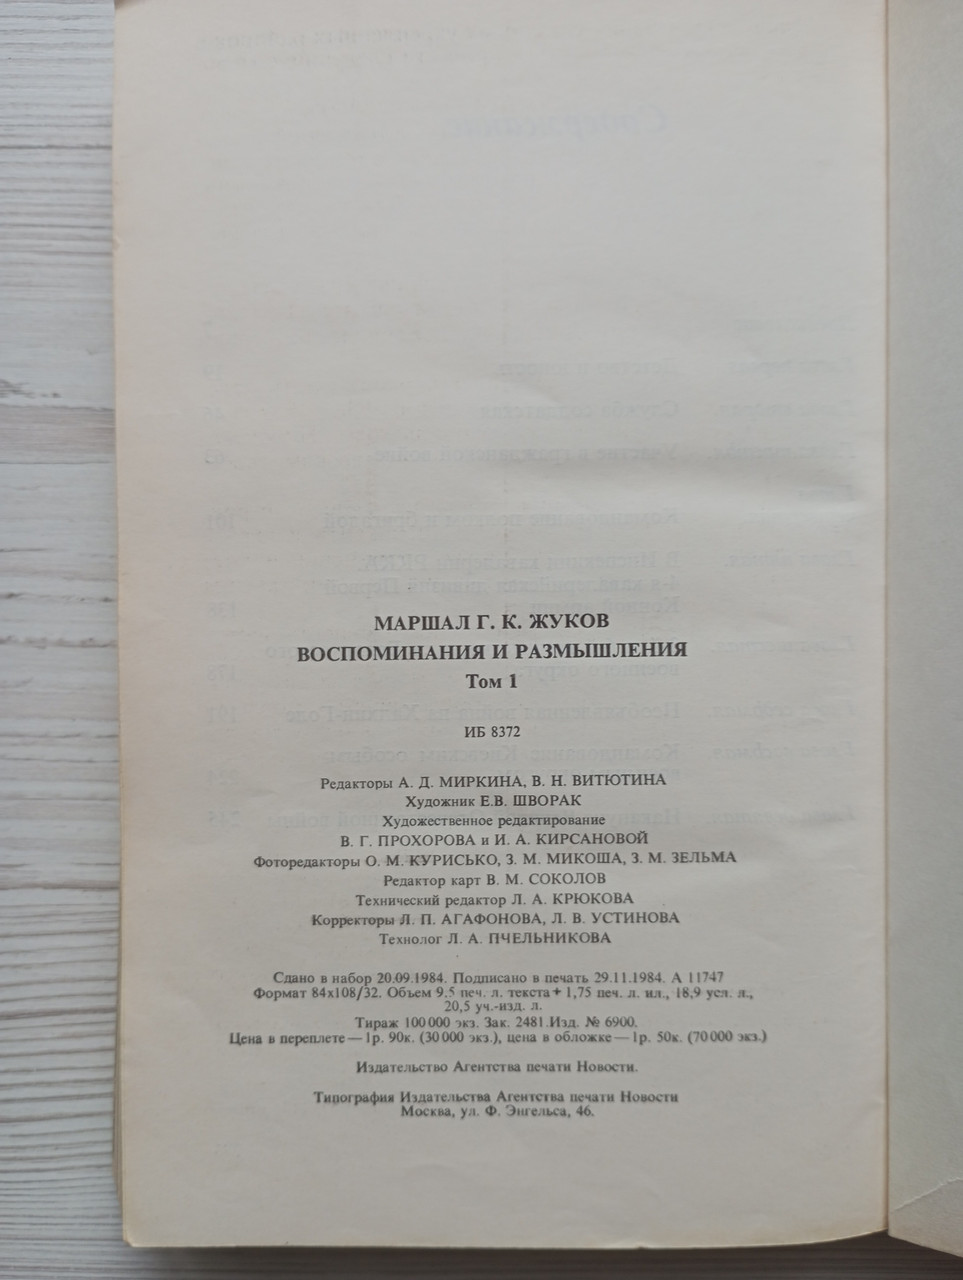 МАРШАЛ Г. К. ЖУКОВ
ВОСПОМИНАНИЯ И РАЗМЫШЛЕНИЯ
Том 1
ИБ 8372
Редакторы А. Д. МИРКИНА, В. Н. ВИТЮТИНА
Художник Е.В. ШВОРАК
Художественное редактирование
В. Г. ПРОХОРОВА и И. А. КИРСАНОВОЙ
Фоторедакторы О. М. КУРИСЬКО, З. М. МИКОША, З. М. ЗЕЛЬМА
Редактор карт В. М. СОКОЛОВ
Технический редактор Л. А. КРЮКОВА
Корректоры Л. П. АГАФОНОВА, Л. В. УСТИНОВА
Технолог Л. А. ПЧЕЛЬНИКОВА
Сдано в набор 20.09.1984. Подписано в печать 29.11.1984. А 11747
Формат 84х108/32. Объем 9,5 печ. л. текста+ 1,75 печ. л. ил., 18,9 усл. л.,
20,5 уч.-изд. л.
Тираж 100 000 экз. Зак. 2481.Изд. № 6900.
Цена в переплете — 1р. 90к. (30 000 экз.), цена в обложке — 1р. 50к. (70 000 экз.)
Издательство Агентства печати Новости.
Типография Издательства Агентства печати Новости
Москва, ул. Ф. Энгельса, 46.